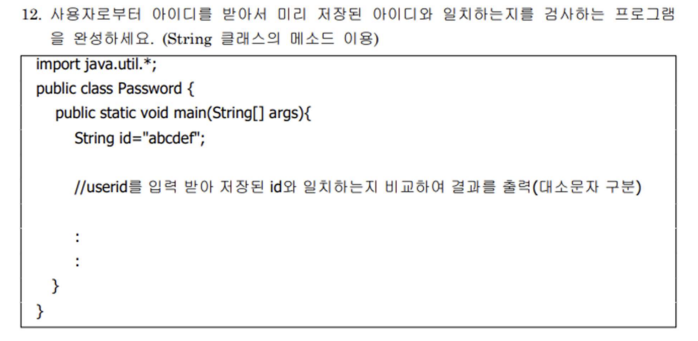 12. 사용자로부터 아이디를 받아서 미리 저장된 아이디와 일치하는지를 검사하는 프로그램
을 완성하세요. (String 클래스의 메소드 이용)
import java.util.*;
public class Password {
public static void main(String[] args){
String id="abcdef";
//userid를 입력 받아 저장된 id와 일치하는지 비교하여 결과를 출력(대소문자 구분)
:
:
}
}